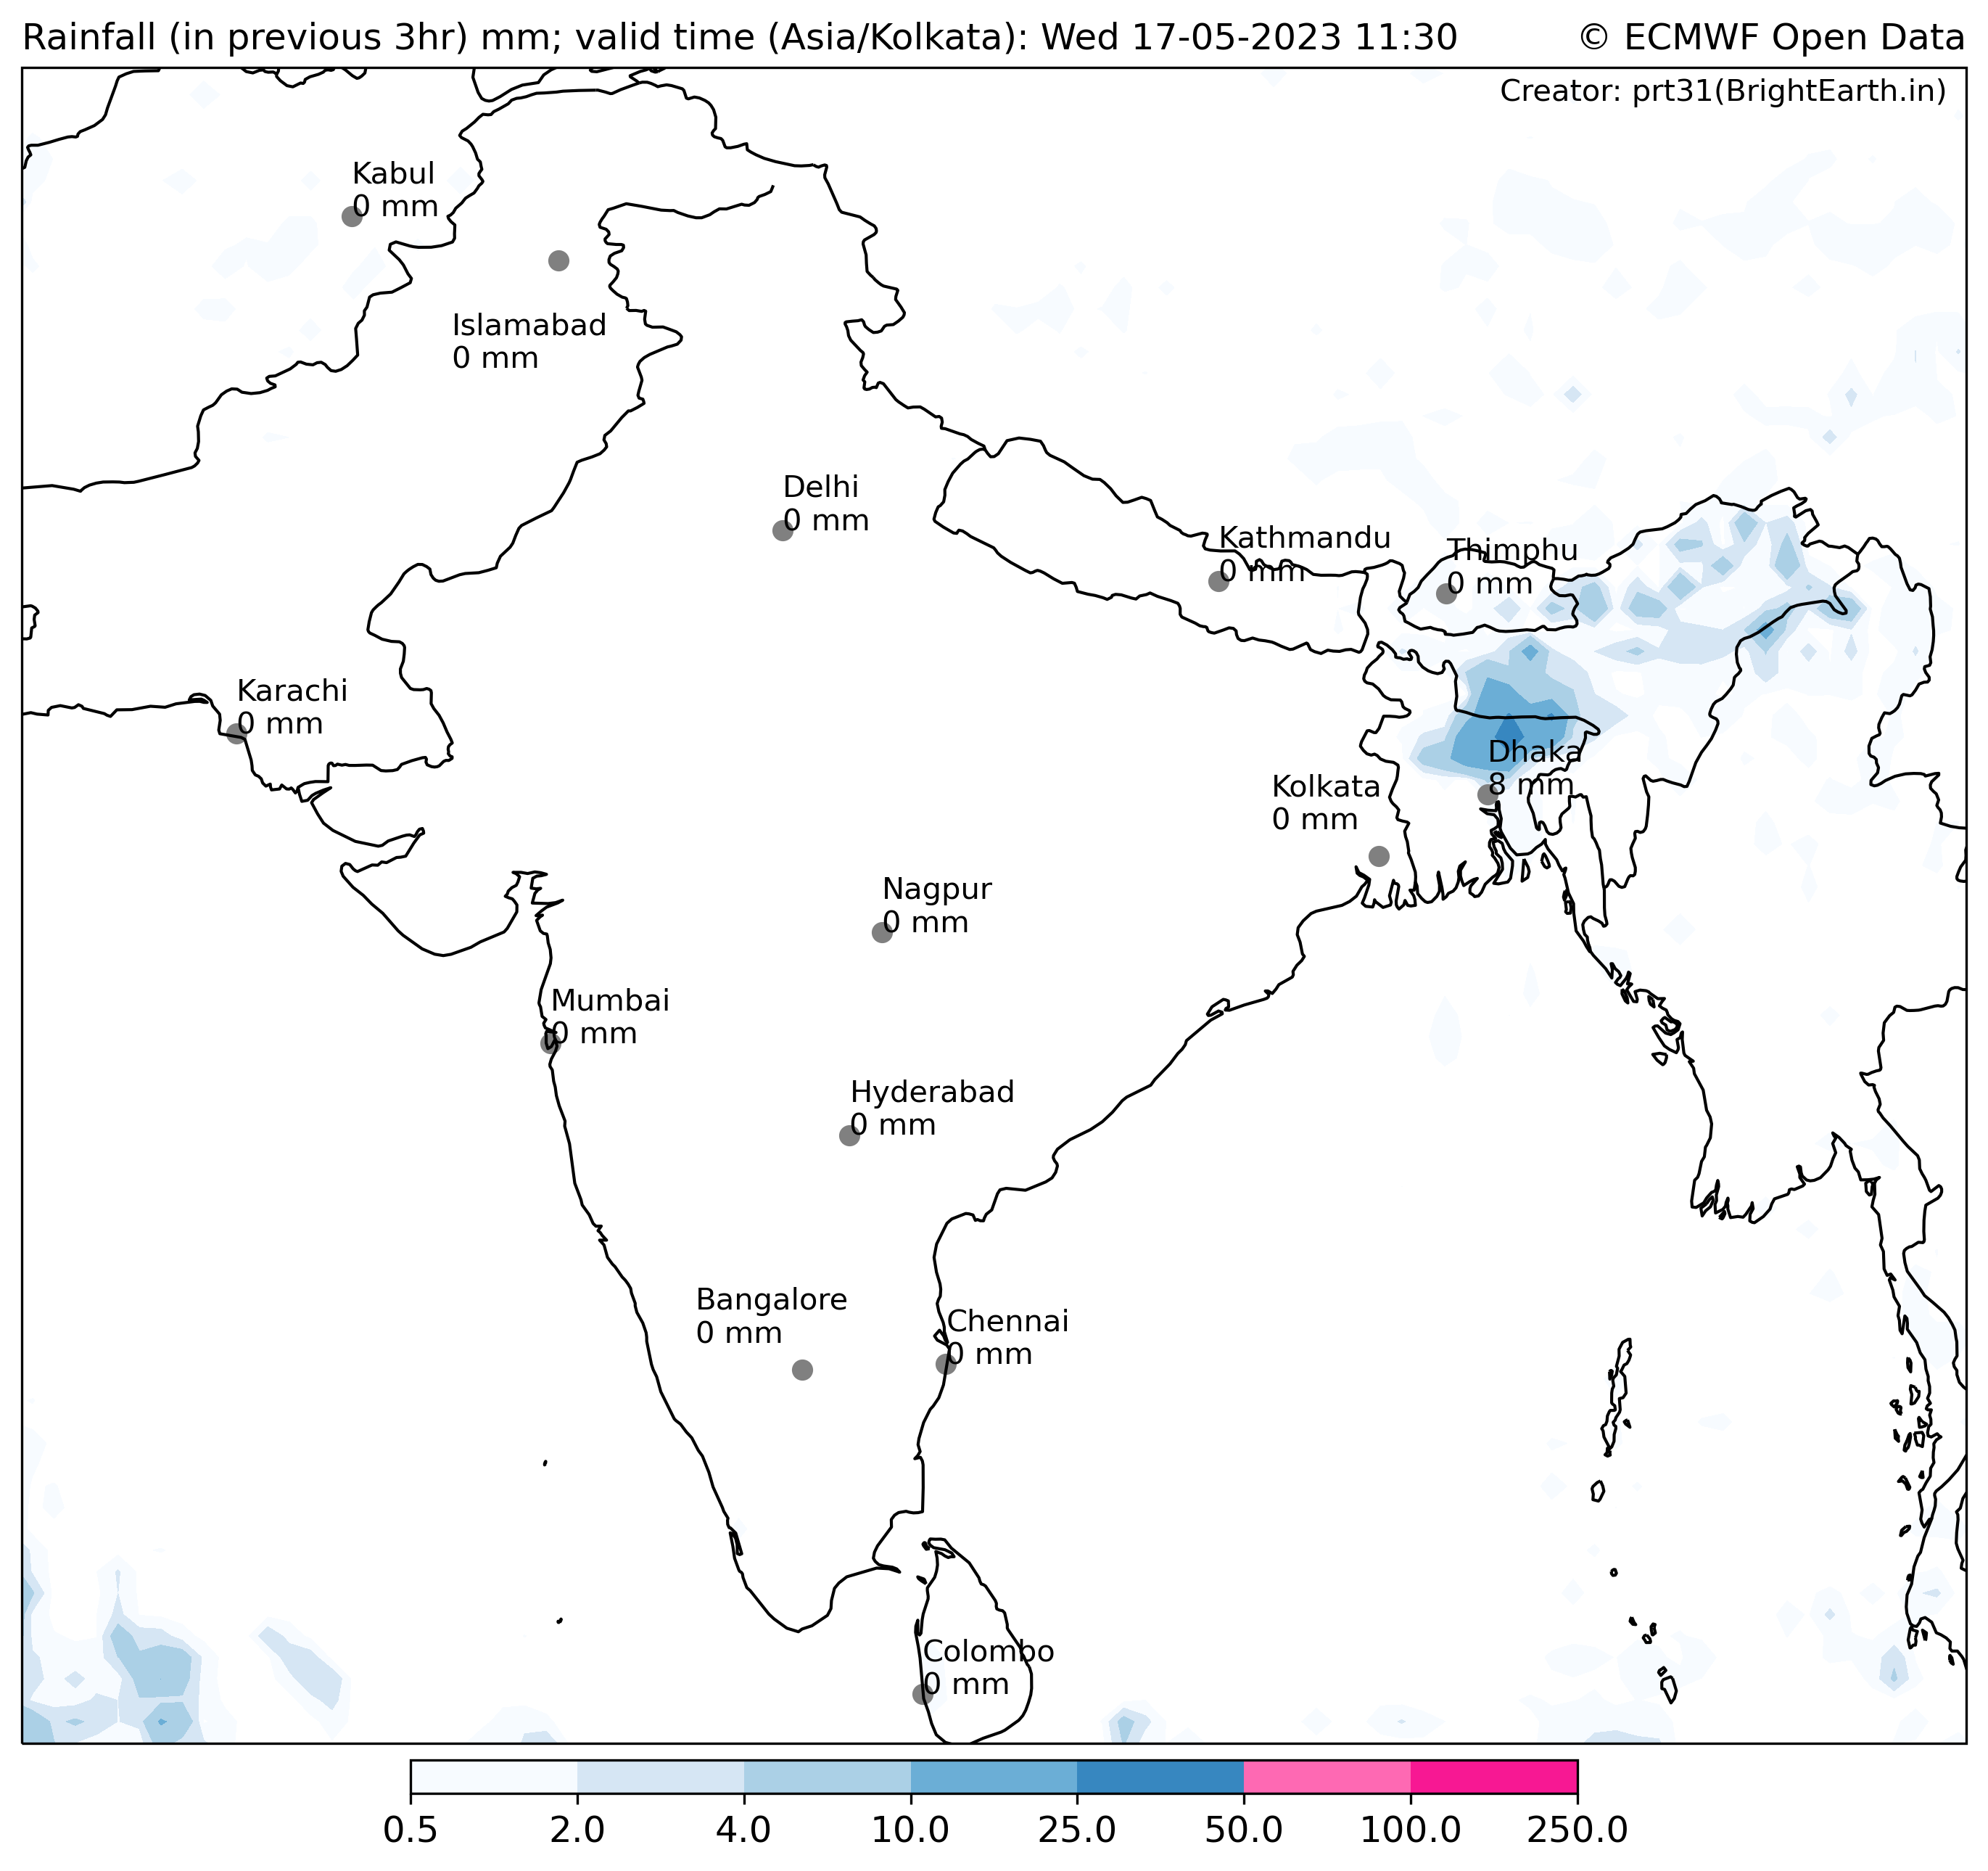 Rainfall (in previous 3hr) mm; valid time (Asia/Kolkata): Wed 17-05-2023 11:30
© ECMWF Open Data
Creator: prt31(BrightEarth.in)
Kabul
0 mm
Islamabad
0 mm
Delhi
0 mm
Kathmandu
0 mm
Thimphu
0 mm
Karachi
0 mm
Dhaka
8 mm
Kolkata
0 mm
Nagpur
0 mm
Mumbai
0 mm
Hyderabad
0 mm
Bangalore
0 mm
Chennai
0 mm
Colombo
0 mm
0.5 2.0 4.0 10.0 25.0 50.0 100.0 250.0